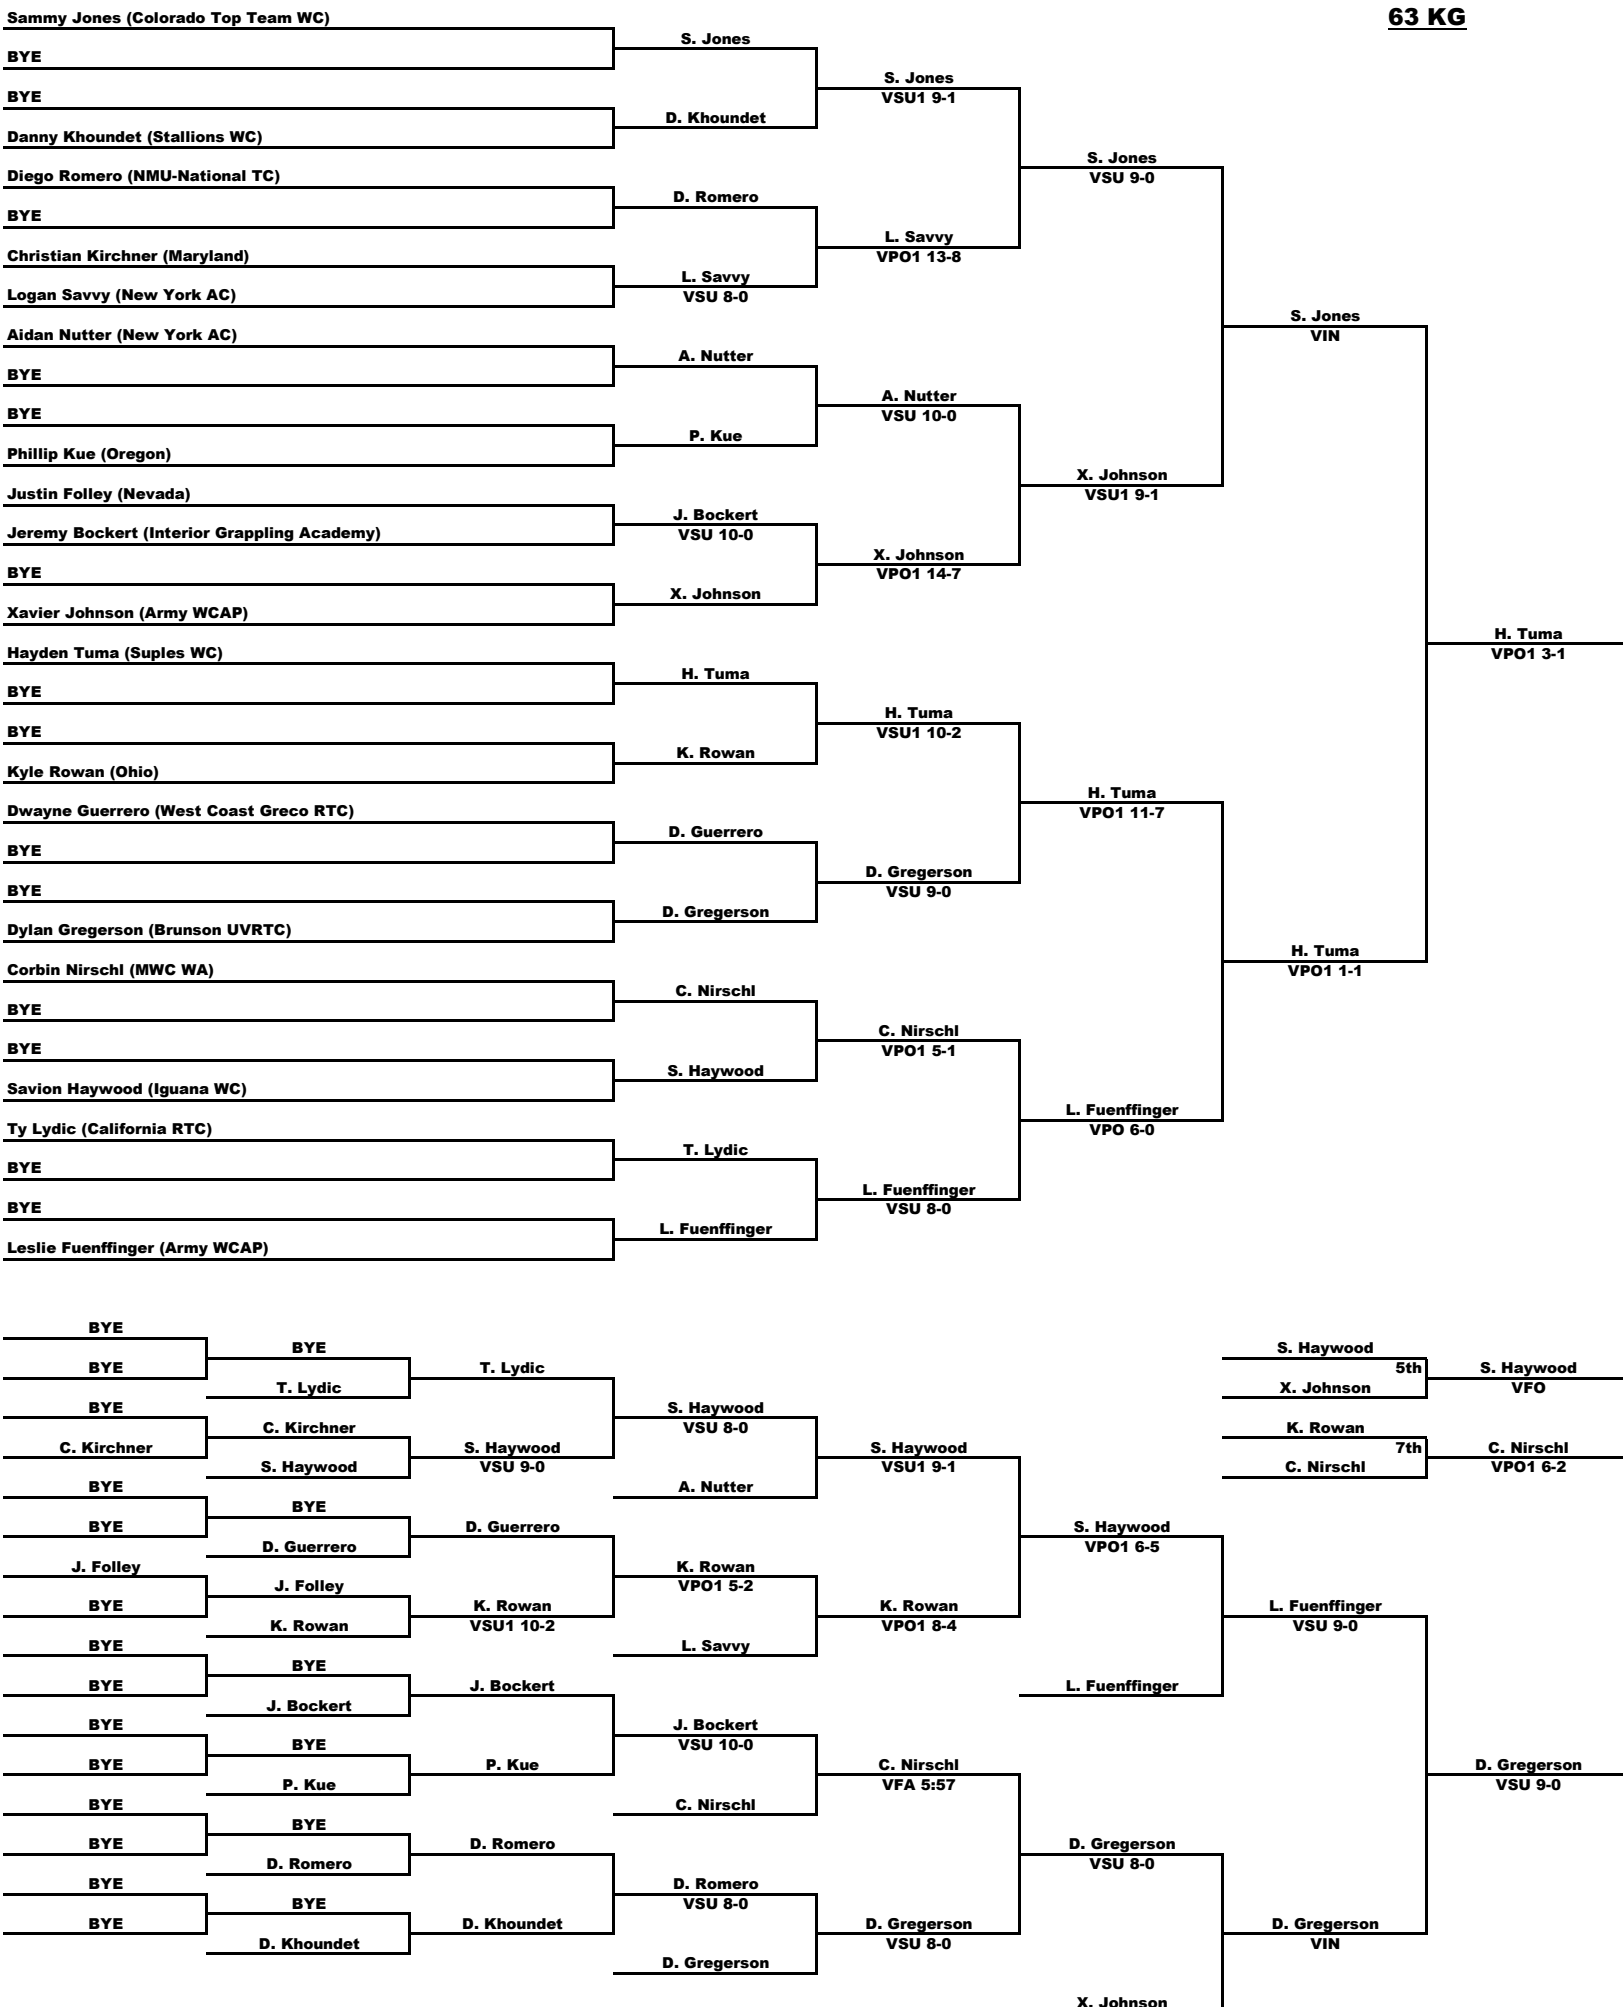 63 KG
Sammy Jones (Colorado Top Team WC)
BYE
BYE
Danny Khoundet (Stallions WC)
Diego Romero (NMU-National TC)
BYE
Christian Kirchner (Maryland)
Logan Savvy (New York AC)
Aidan Nutter (New York AC)
BYE
BYE
Phillip Kue (Oregon)
Justin Folley (Nevada)
Jeremy Bockert (Interior Grappling Academy)
BYE
Xavier Johnson (Army WCAP)
Hayden Tuma (Suples WC)
BYE
BYE
Kyle Rowan (Ohio)
Dwayne Guerrero (West Coast Greco RTC)
BYE
BYE
Dylan Gregerson (Brunson UVRTC)
Corbin Nirschl (MWC WA)
BYE
BYE
Savion Haywood (Iguana WC)
Ty Lydic (California RTC)
BYE
BYE
Leslie Fuenffinger (Army WCAP)
S. Jones
D. Khoundet
D. Romero
L. Savvy
VSU 8-0
A. Nutter
P. Kue
J. Bockert
VSU 10-0
X. Johnson
H. Tuma
K. Rowan
D. Guerrero
D. Gregerson
C. Nirschl
S. Haywood
T. Lydic
L. Fuenffinger
S. Jones
VSU1 9-1
L. Savvy
VPO1 13-8
A. Nutter
VSU 10-0
X. Johnson
VPO1 14-7
H. Tuma
VSU1 10-2
D. Gregerson
VSU 9-0
C. Nirschl
VPO1 5-1
L. Fuenffinger
VSU 8-0
S. Jones
VSU 9-0
X. Johnson
VSU1 9-1
H. Tuma
VPO1 11-7
L. Fuenffinger
VPO 6-0
S. Jones
VIN
H. Tuma
VPO1 1-1
H. Tuma
VPO1 3-1
BYE
BYE
BYE
C. Kirchner
BYE
BYE
J. Folley
BYE
BYE
BYE
BYE
BYE
BYE
BYE
BYE
BYE
BYE
T. Lydic
C. Kirchner
S. Haywood
BYE
D. Guerrero
J. Folley
K. Rowan
BYE
J. Bockert
BYE
P. Kue
BYE
D. Romero
BYE
D. Khoundet
T. Lydic
S. Haywood
VSU 9-0
D. Guerrero
K. Rowan
VSU1 10-2
J. Bockert
P. Kue
D. Romero
D. Khoundet
S. Haywood
VSU 8-0
A. Nutter
K. Rowan
VPO1 5-2
L. Savvy
J. Bockert
VSU 10-0
C. Nirschl
D. Romero
VSU 8-0
D. Gregerson
S. Haywood
VSU1 9-1
K. Rowan
VPO1 8-4
C. Nirschl
VFA 5:57
D. Gregerson
VSU 8-0
S. Haywood
VPO1 6-5
L. Fuenffinger
D. Gregerson
VSU 8-0
X. Johnson
L. Fuenffinger
VSU 9-0
D. Gregerson
VIN
D. Gregerson
VSU 9-0
S. Haywood
5th
X. Johnson
S. Haywood
VFO
K. Rowan
7th
C. Nirschl
C. Nirschl
VPO1 6-2